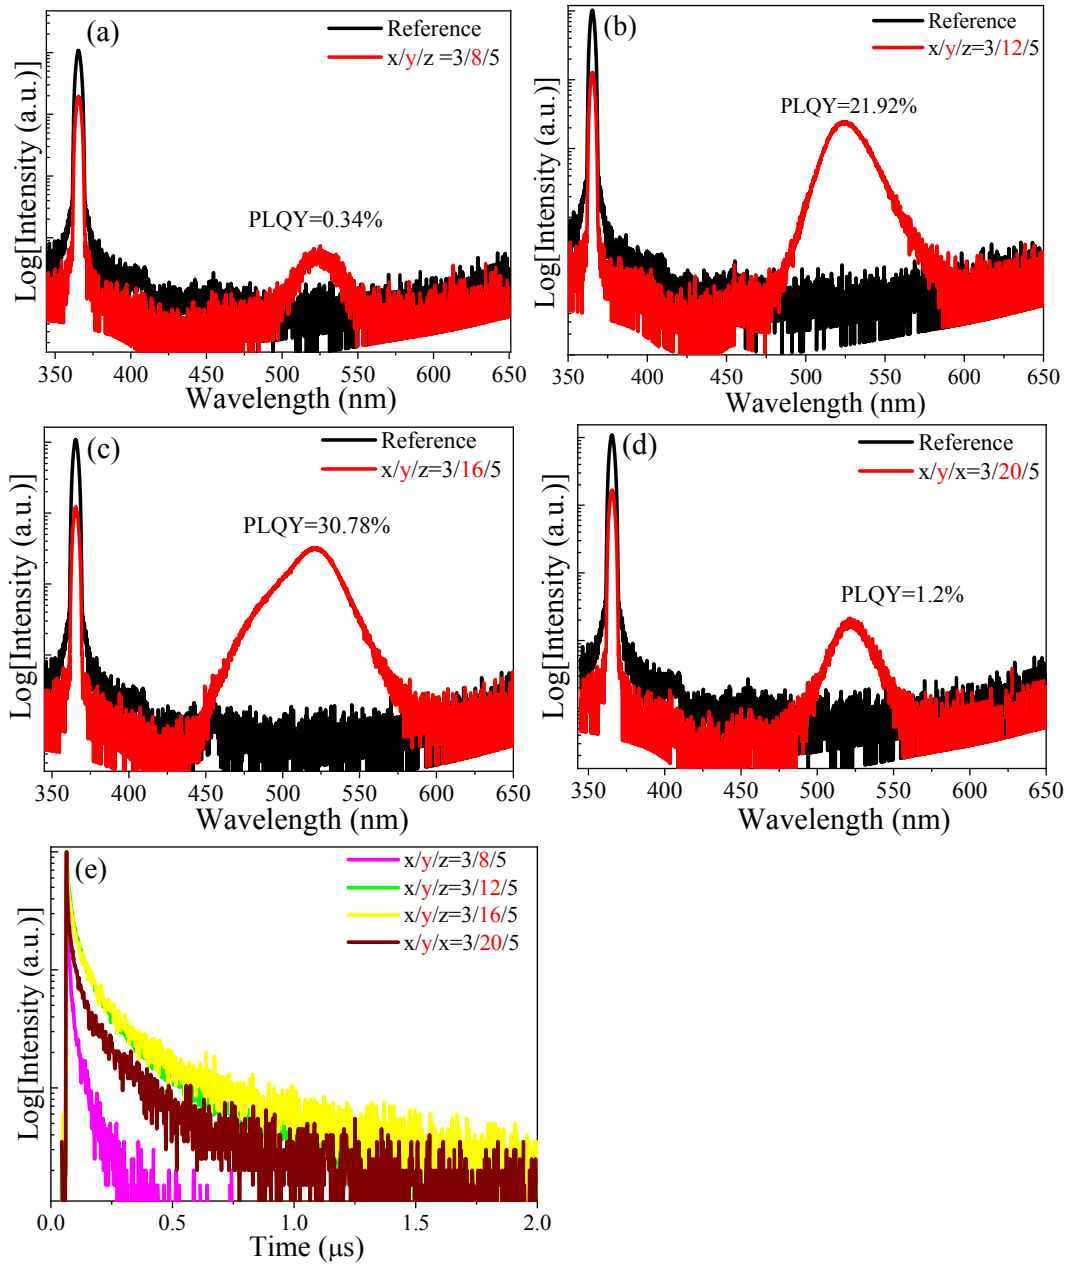 (a)
Reference
x/y/z =3/8/5
PLQY=0.34%
Log[Intensity (a.u.)]
350 400 450 500 550 600 650
Wavelength (nm)
(b)
Reference
x/y/z=3/12/5
PLQY=21.92%
Log[Intensity (a.u.)]
350 400 450 500 550 600 650
Wavelength (nm)
(c)
Reference
x/y/z=3/16/5
PLQY=30.78%
Log[Intensity (a.u.)]
350 400 450 500 550 600 650
Wavelength (nm)
(d)
Reference
x/y/x=3/20/5
PLQY=1.2%
Log[Intensity (a.u.)]
350 400 450 500 550 600 650
Wavelength (nm)
(e)
x/y/z=3/8/5
x/y/z=3/12/5
x/y/z=3/16/5
x/y/x=3/20/5
Log[Intensity (a.u.)]
0.0 0.5 1.0 1.5 2.0
Time (μs)